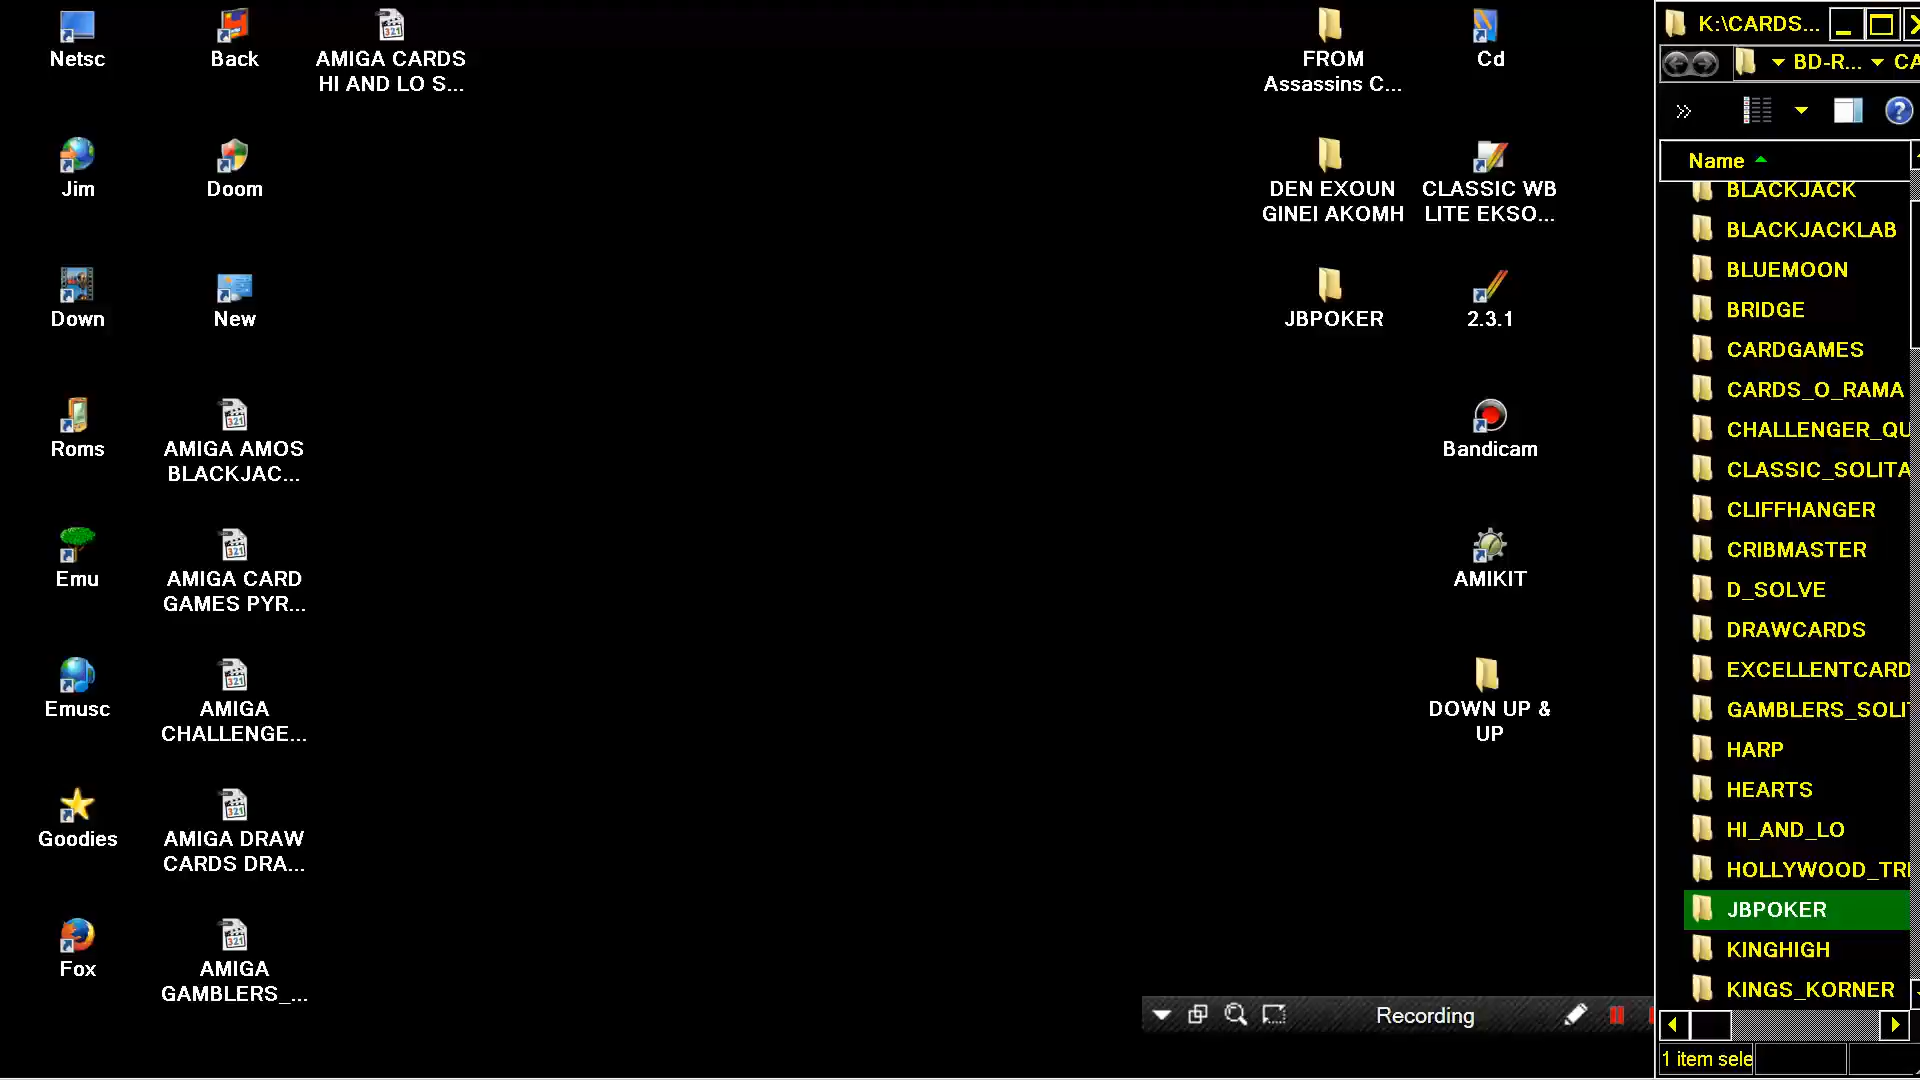 Netsc
Back
AMIGA CARDS
HI AND LO S...
FROM
Assassins C...
Cd
Jim
Doom
DEN EXOUN
GINEI AKOMH
CLASSIC WB
LITE EKSO...
Down
New
JBPOKER
2.3.1
Roms
AMIGA AMOS
BLACKJAC...
Bandicam
Emu
AMIGA CARD
GAMES PYR...
AMIKIT
Emusc
AMIGA
CHALLENGE...
DOWN UP &
UP
Goodies
AMIGA DRAW
CARDS DRA...
Fox
AMIGA
GAMBLERS_...
Recording
K:\CARDS...
BD-R... CA
Name
BLACKJACK
BLACKJACKLAB
BLUEMOON
BRIDGE
CARDGAMES
CARDS_O_RAMA
CHALLENGER_QU
CLASSIC_SOLITA
CLIFFHANGER
CRIBMASTER
D_SOLVE
DRAWCARDS
EXCELLENTCARD
GAMBLERS_SOLIT
HARP
HEARTS
HI_AND_LO
HOLLYWOOD_TRI
JBPOKER
KINGHIGH
KINGS_KORNER
1 item sele